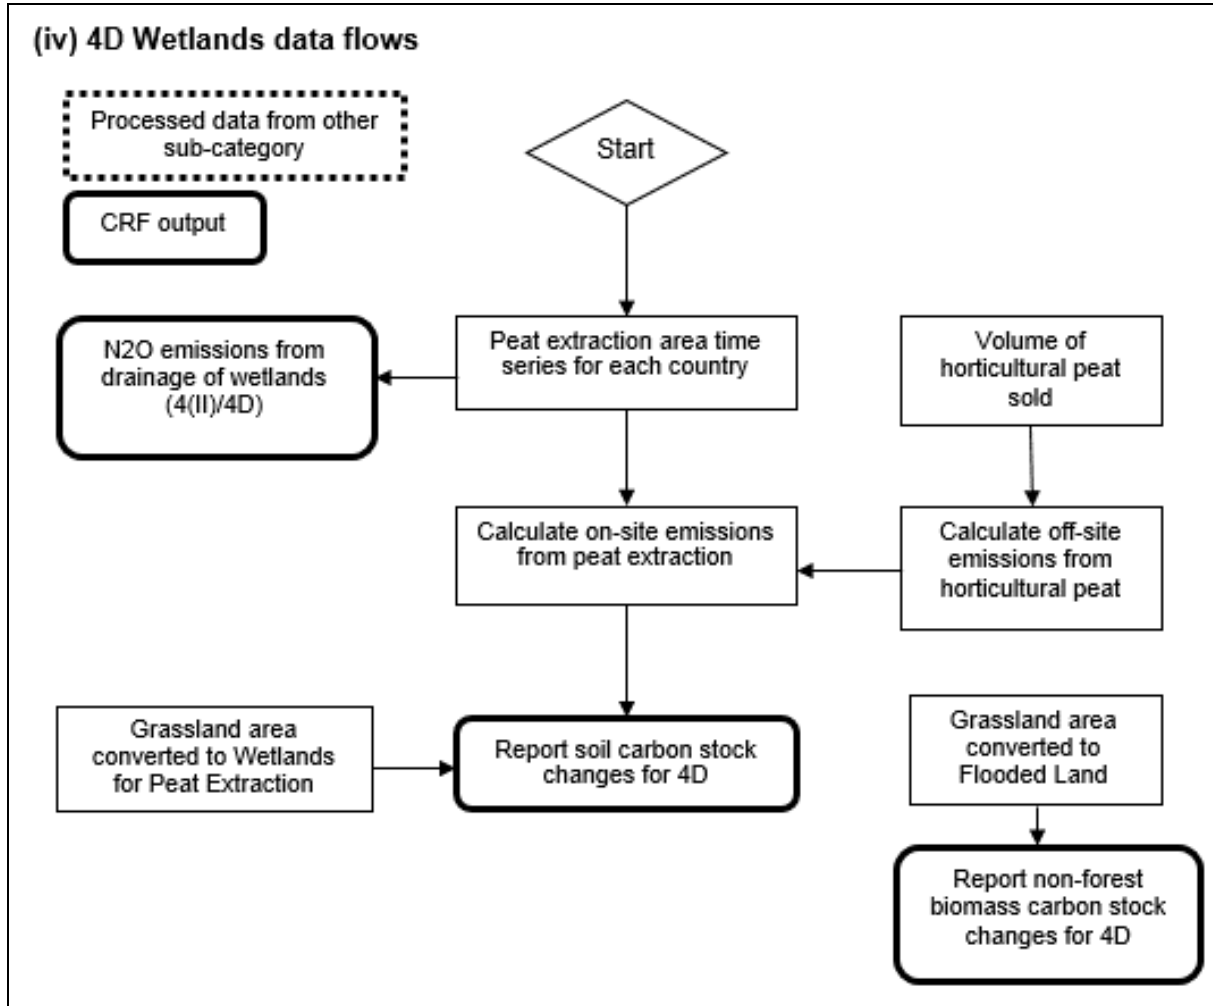 (iv) 4D Wetlands data flows
Processed data from other
sub-category
CRF output
Start
N2O emissions from
drainage of wetlands
(4(II)/4D)
Peat extraction area time
series for each country
Volume of
horticultural peat
sold
Calculate on-site emissions
from peat extraction
Calculate off-site
emissions from
horticultural peat
Grassland area
converted to Wetlands
for Peat Extraction
Report soil carbon stock
changes for 4D
Grassland area
converted to
Flooded Land
Report non-forest
biomass carbon stock
changes for 4D